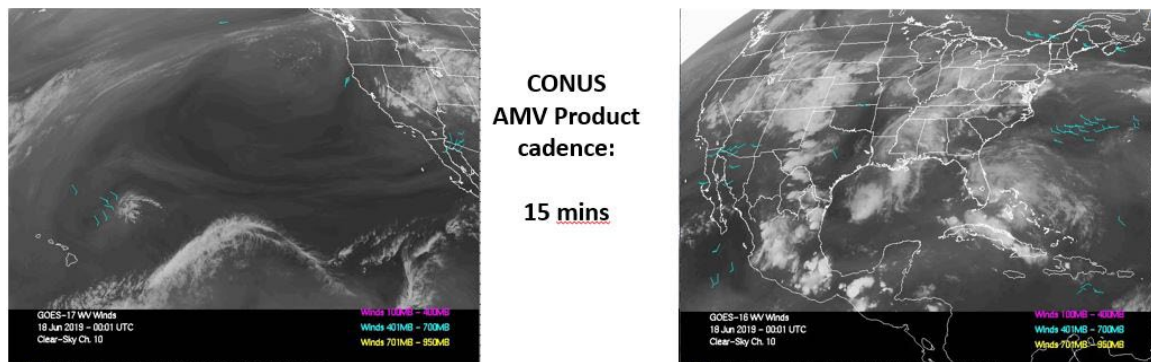 CONUS
AMV Product
cadence:
15 mins
GOES-17 WV Winds
18 Jun 2019 - 00:01 UTC
Clear-Sky Ch. 10
Winds 100MB - 400MB
Winds 401MB - 700MB
Winds 701MB - 950MB
GOES-16 WV Winds
18 Jun 2019 - 00:01 UTC
Clear-Sky Ch. 10
Winds 100MB - 400MB
Winds 401MB - 700MB
Winds 701MB - 950MB